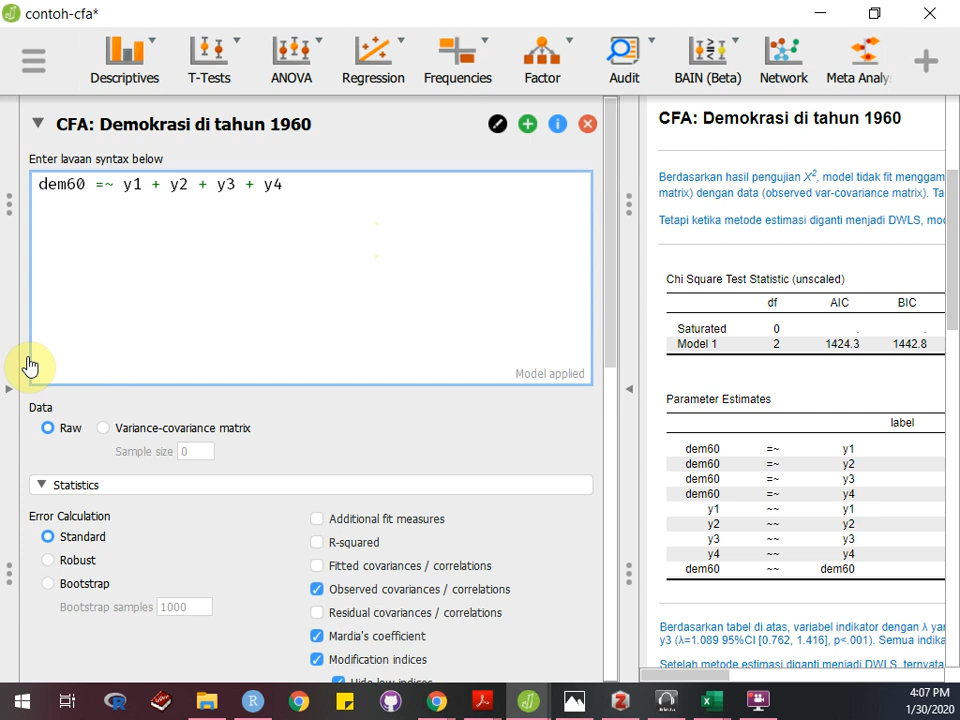 contoh-cfa*
Descriptives
T-Tests
ANOVA
Regression
Frequencies
Factor
Audit
BAIN (Beta)
Network
Meta Analy
CFA: Demokrasi di tahun 1960
Enter lavaan syntax below
dem60 =~ y1 + y2 + y3 + y4
Model applied
Data
Raw
Variance-covariance matrix
Sample size 0
Statistics
Error Calculation
Standard
Robust
Bootstrap
Bootstrap samples 1000
Additional fit measures
R-squared
Fitted covariances / correlations
Observed covariances / correlations
Residual covariances / correlations
Mardia's coefficient
Modification indices
Hide low indices
CFA: Demokrasi di tahun 1960
Berdasarkan hasil pengujian X², model tidak fit menggam
matrix) dengan data (observed var-covariance matrix). Ta
Tetapi ketika metode estimasi diganti menjadi DWLS, mod
Chi Square Test Statistic (unscaled)
df AIC BIC
Saturated 0 . .
Model 1 2 1424.3 1442.8
Parameter Estimates
label
dem60 =~ y1
dem60 =~ y2
dem60 =~ y3
dem60 =~ y4
y1 ~~ y1
y2 ~~ y2
y3 ~~ y3
y4 ~~ y4
dem60 ~~ dem60
Berdasarkan tabel di atas, variabel indikator dengan λ yan
y3 (λ=1.089 95%CI [0.762, 1.416], p<.001). Semua indika
Setelah metode estimasi diganti menjadi DWLS, ternyata
4:07 PM
1/30/2020